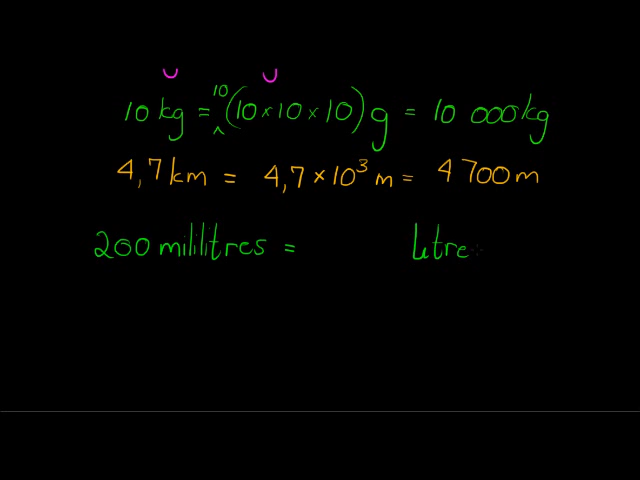 10 kg = 10 (10 × 10 × 10) g = 10 000 kg
4,7 km = 4,7 × 10³ m = 4 700 m
200 mililitres = litre